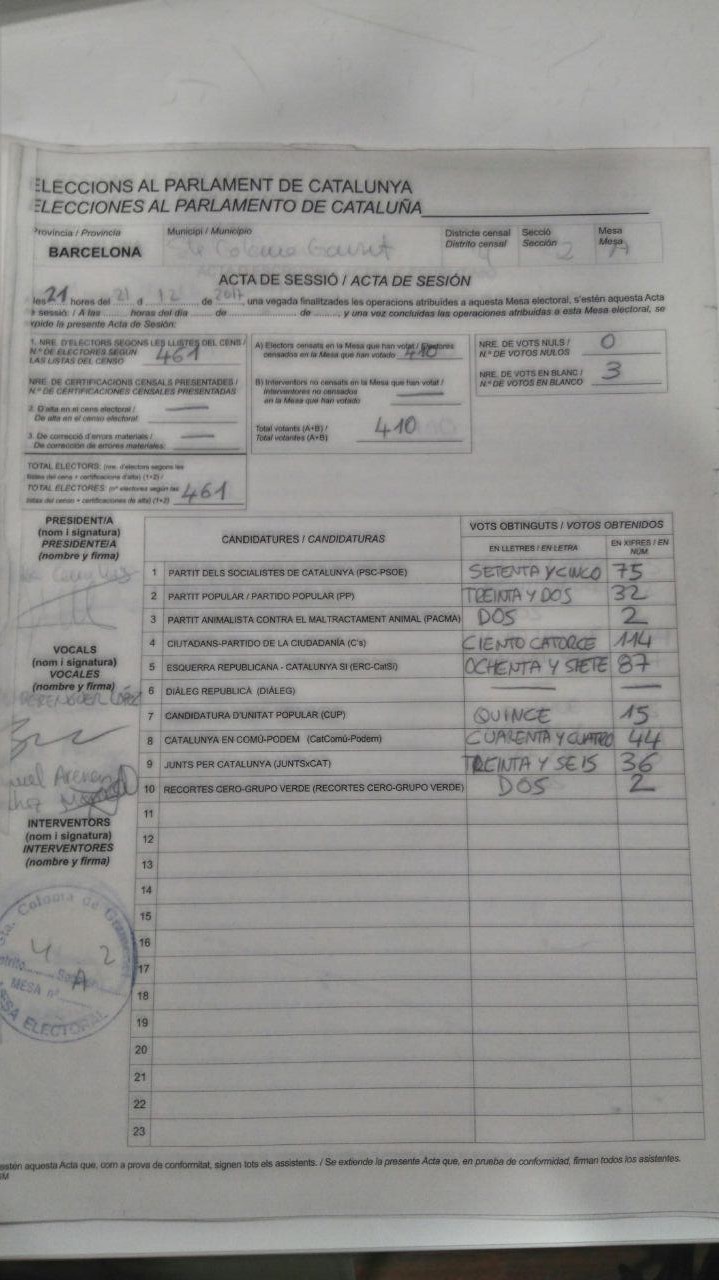 ELECCIONS AL PARLAMENT DE CATALUNYA
ELECCIONES AL PARLAMENTO DE CATALUÑA
Provincia / Provincia
Municipi / Municipio
Districte censal
Distrito censal
Secció
Sección
Mesa
Mesa
BARCELONA
Sta Coloma Gramet
4
2
A
ACTA DE SESSIÓ / ACTA DE SESIÓN
les 21 hores del 21 d 12 de 2017, una vegada finalitzades les operacions atribuïdes a aquesta Mesa electoral, s'estén aquesta Acta
e sessió: / A las ........ horas del día ........ de ........ de ........, y una vez concluidas las operaciones atribuidas a esta Mesa electoral, se
xpide la presente Acta de Sesión:
1. NRE. D'ELECTORS SEGONS LES LLISTES DEL CENS /
N.º DE ELECTORES SEGÚN
LAS LISTAS DEL CENSO
461
NRE. DE CERTIFICACIONS CENSALS PRESENTADES /
N.º DE CERTIFICACIONES CENSALES PRESENTADAS
2. D'alta en el cens electoral /
De alta en el censo electoral
—
3. De correcció d'errors materials /
De corrección de errores materiales:
—
TOTAL ELECTORS: (nre. d'electors segons les
llistes del cens + certificacions d'alta) (1+2) /
TOTAL ELECTORES: (nº electores según las
listas del censo + certificaciones de alta) (1+2)
461
A) Electors censats en la Mesa que han votat / Electores
censados en la Mesa que han votado
410
B) Interventors no censats en la Mesa que han votat /
Interventores no censados
en la Mesa que han votado
—
Total votants (A+B) /
Total votantes (A+B)
410
NRE. DE VOTS NULS /
N.º DE VOTOS NULOS
0
NRE. DE VOTS EN BLANC /
N.º DE VOTOS EN BLANCO
3
PRESIDENT/A
(nom i signatura)
PRESIDENTE/A
(nombre y firma)
VOCALS
(nom i signatura)
VOCALES
(nombre y firma)
BERENGUER LÓPEZ
INTERVENTORS
(nom i signatura)
INTERVENTORES
(nombre y firma)
CANDIDATURES / CANDIDATURAS
VOTS OBTINGUTS / VOTOS OBTENIDOS
EN LLETRES / EN LETRA
EN XIFRES / EN NÚM.
1 PARTIT DELS SOCIALISTES DE CATALUNYA (PSC-PSOE) SETENTA Y CINCO 75
2 PARTIT POPULAR / PARTIDO POPULAR (PP) TREINTA Y DOS 32
3 PARTIT ANIMALISTA CONTRA EL MALTRACTAMENT ANIMAL (PACMA) DOS 2
4 CIUTADANS-PARTIDO DE LA CIUDADANÍA (C's) CIENTO CATORCE 114
5 ESQUERRA REPUBLICANA - CATALUNYA SÍ (ERC-CatSí) OCHENTA Y SIETE 87
6 DIÀLEG REPUBLICÀ (DIÀLEG) — —
7 CANDIDATURA D'UNITAT POPULAR (CUP) QUINCE 15
8 CATALUNYA EN COMÚ-PODEM (CatComú-Podem) CUARENTA Y CUATRO 44
9 JUNTS PER CATALUNYA (JUNTSxCAT) TREINTA Y SEIS 36
10 RECORTES CERO-GRUPO VERDE (RECORTES CERO-GRUPO VERDE) DOS 2
11
12
13
14
15
16
17
18
19
20
21
22
23
Sta. Coloma de Gramenet
4 2
A
MESA nº
MESA ELECTORAL
estén aquesta Acta que, com a prova de conformitat, signen tots els assistents. / Se extiende la presente Acta que, en prueba de conformidad, firman todos los asistentes.